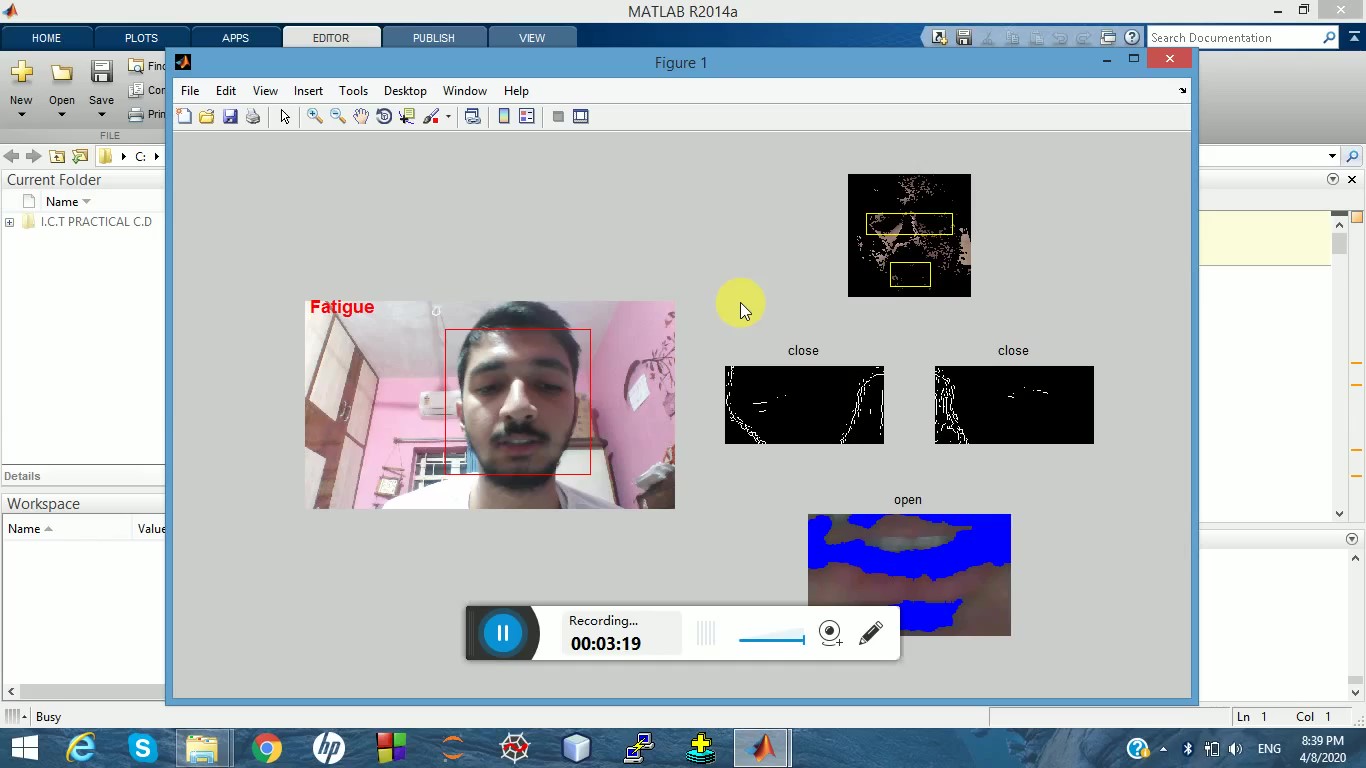 MATLAB R2014a
HOME PLOTS APPS EDITOR PUBLISH VIEW
Search Documentation
Figure 1
File Edit View Insert Tools Desktop Window Help
New Open Save
Find
Com
Prin
FILE
C:
Current Folder
Name
I.C.T PRACTICAL C.D
Details
Workspace
Name Value
Fatigue
close close
open
Recording...
00:03:19
Busy
Ln 1 Col 1
ENG
8:39 PM
4/8/2020